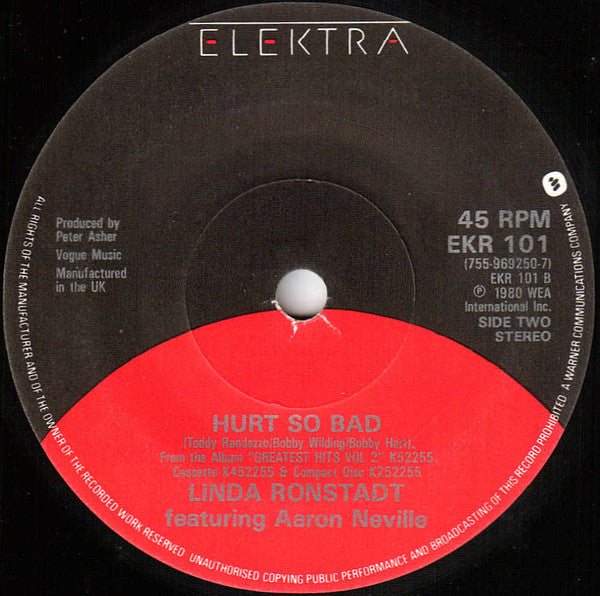 ELEKTRA
Produced by
Peter Asher
Vogue Music
Manufactured
in the UK
45 RPM
EKR 101
(755-969250-7)
EKR 101 B
℗ 1980 WEA
International Inc.
SIDE TWO
STEREO
HURT SO BAD
(Teddy Randazzo/Bobby Wilding/Bobby Hart).
From the Album "GREATEST HITS VOL 2" K52255.
Cassette K452255 & Compact Disc K252255
LINDA RONSTADT
featuring Aaron Neville
ALL RIGHTS OF THE MANUFACTURER AND OF THE OWNER OF THE RECORDED WORK RESERVED UNAUTHORISED COPYING PUBLIC PERFORMANCE AND BROADCASTING OF THIS RECORD PROHIBITED A WARNER COMMUNICATIONS COMPANY